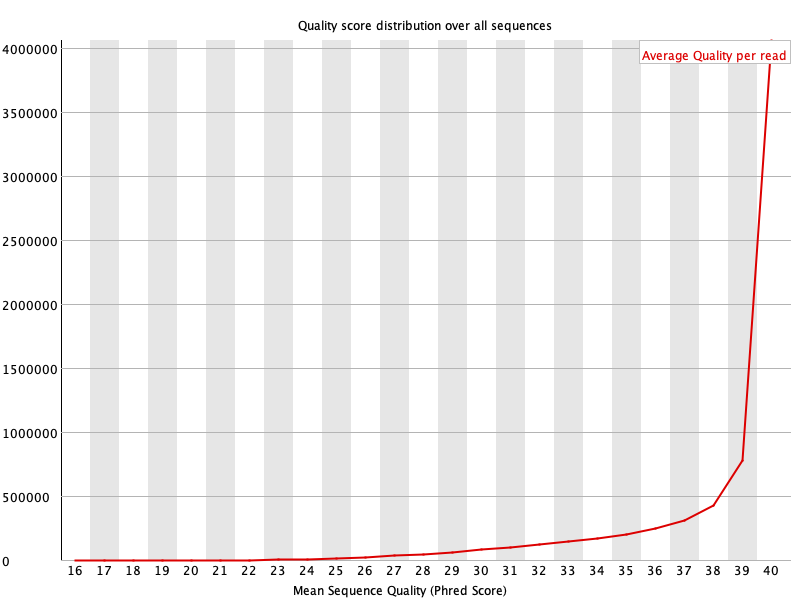 Quality score distribution over all sequences
Average Quality per read
4000000
3500000
3000000
2500000
2000000
1500000
1000000
500000
0
16 17 18 19 20 21 22 23 24 25 26 27 28 29 30 31 32 33 34 35 36 37 38 39 40
Mean Sequence Quality (Phred Score)